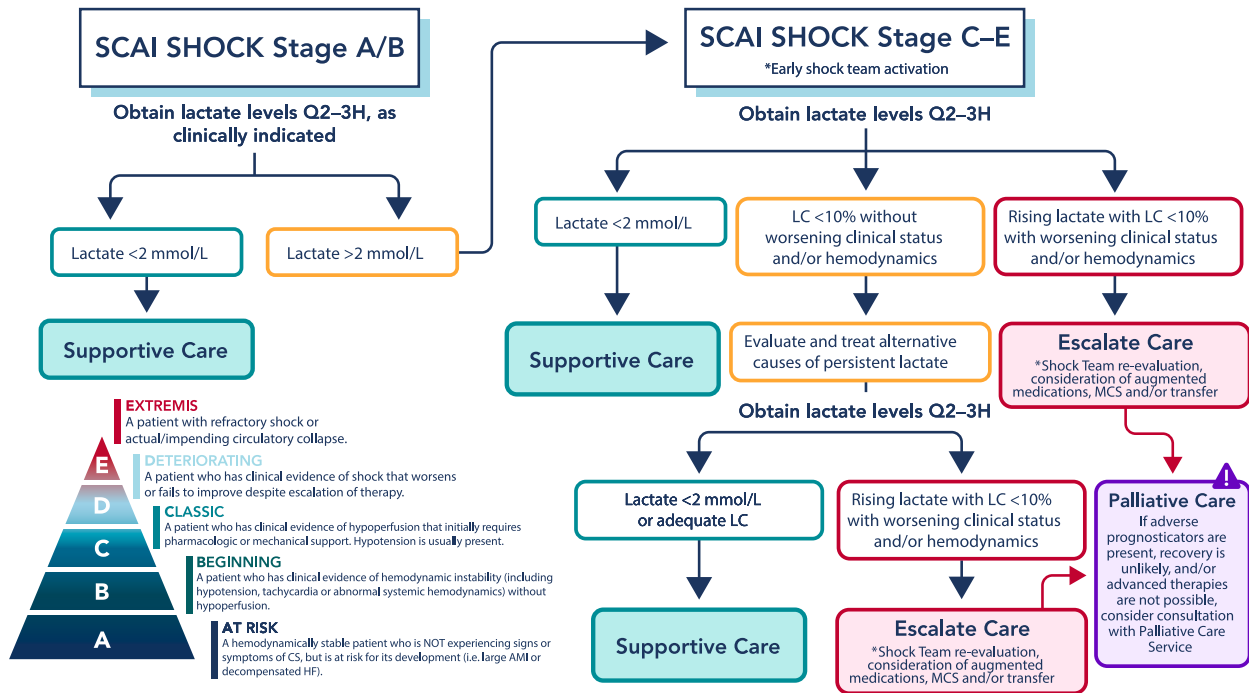 SCAI SHOCK Stage A/B
Obtain lactate levels Q2–3H, as
clinically indicated
Lactate <2 mmol/L
Lactate >2 mmol/L
Supportive Care
SCAI SHOCK Stage C–E
*Early shock team activation
Obtain lactate levels Q2–3H
Lactate <2 mmol/L
LC <10% without
worsening clinical status
and/or hemodynamics
Rising lactate with LC <10%
with worsening clinical status
and/or hemodynamics
Supportive Care
Evaluate and treat alternative
causes of persistent lactate
Escalate Care
*Shock Team re-evaluation,
consideration of augmented
medications, MCS and/or transfer
Obtain lactate levels Q2–3H
Lactate <2 mmol/L
or adequate LC
Rising lactate with LC <10%
with worsening clinical status
and/or hemodynamics
Supportive Care
Escalate Care
*Shock Team re-evaluation,
consideration of augmented
medications, MCS and/or transfer
!
Palliative Care
If adverse
prognosticators are
present, recovery is
unlikely, and/or
advanced therapies
are not possible,
consider consultation
with Palliative Care
Service
E
D
C
B
A
EXTREMIS
A patient with refractory shock or
actual/impending circulatory collapse.
DETERIORATING
A patient who has clinical evidence of shock that worsens
or fails to improve despite escalation of therapy.
CLASSIC
A patient who has clinical evidence of hypoperfusion that initially requires
pharmacologic or mechanical support. Hypotension is usually present.
BEGINNING
A patient who has clinical evidence of hemodynamic instability (including
hypotension, tachycardia or abnormal systemic hemodynamics) without
hypoperfusion.
AT RISK
A hemodynamically stable patient who is NOT experiencing signs or
symptoms of CS, but is at risk for its development (i.e. large AMI or
decompensated HF).